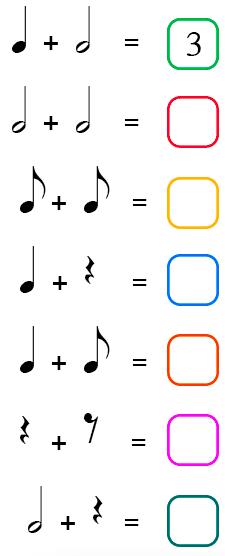 ♩ + 𝅗𝅥 = 3
𝅗𝅥 + 𝅗𝅥 =
♪ + ♪ =
♩ + 𝄽 =
♩ + ♪ =
𝄽 + 𝄾 =
𝅗𝅥 + 𝄽 =